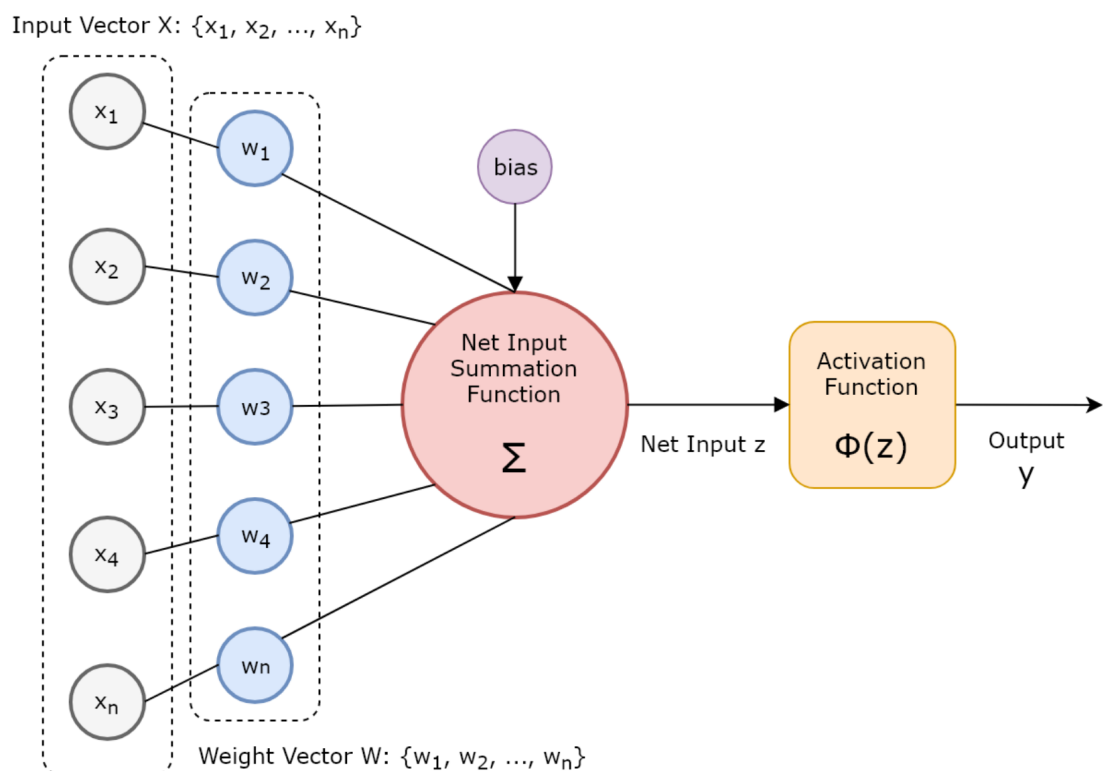 Input Vector X: {x₁, x₂, ..., xₙ}
x₁
x₂
x₃
x₄
xₙ
w₁
w₂
w3
w₄
wn
Weight Vector W: {w₁, w₂, ..., wₙ}
bias
Net Input
Summation
Function
Σ
Net Input z
Activation
Function
Φ(z)
Output
y